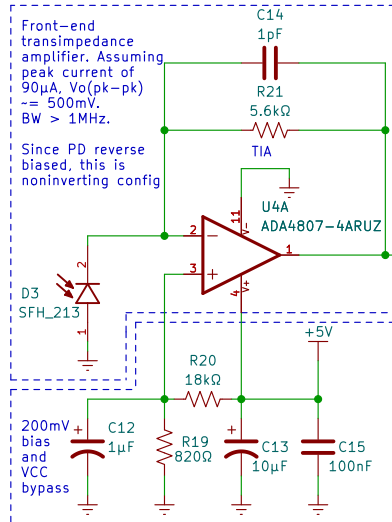 Front-end
transimpedance
amplifier. Assuming
peak current of
90µA, Vo(pk-pk)
~= 500mV.
BW > 1MHz.
Since PD reverse
biased, this is
noninverting config
C14
1pF
R21
5.6kΩ
TIA
U4A
ADA4807-4ARUZ
11
V-
2
−
1
3
+
4
V+
2
D3
SFH_213
1
+5V
R20
18kΩ
200mV
bias
and
VCC
bypass
+
C12
1µF
R19
820Ω
+
C13
10µF
C15
100nF